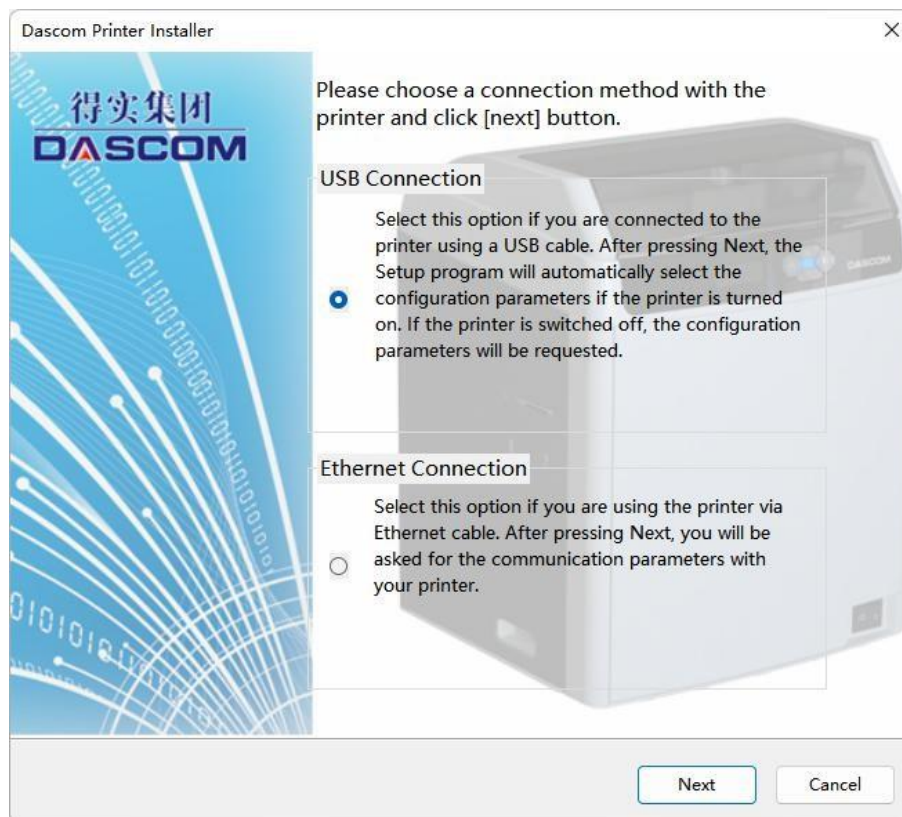 Dascom Printer Installer
得实集团
DASCOM
Please choose a connection method with the
printer and click [next] button.
USB Connection
Select this option if you are connected to the
printer using a USB cable. After pressing Next, the
Setup program will automatically select the
configuration parameters if the printer is turned
on. If the printer is switched off, the configuration
parameters will be requested.
DASCOM
Ethernet Connection
Select this option if you are using the printer via
Ethernet cable. After pressing Next, you will be
asked for the communication parameters with
your printer.
Next
Cancel